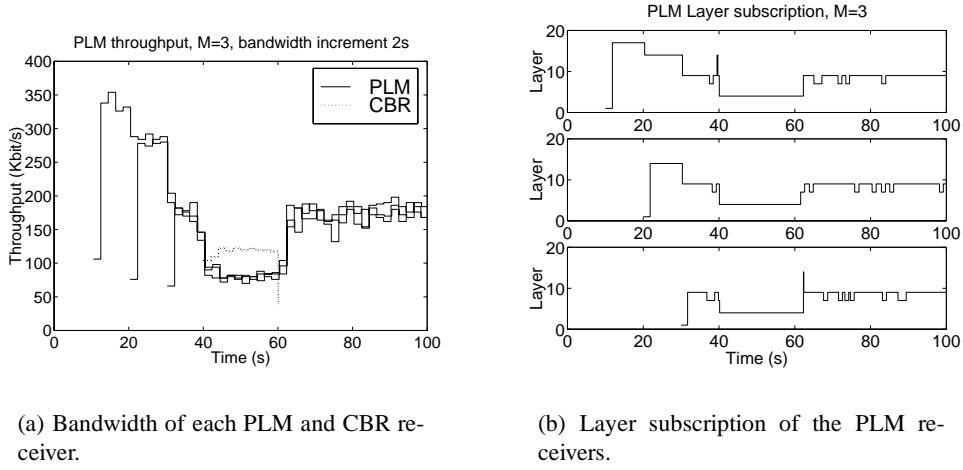 PLM throughput, M=3, bandwidth increment 2s
400
350
300
250
200
150
100
50
0
Throughput (Kbit/s)
PLM
CBR
0 20 40 60 80 100
Time (s)
PLM Layer subscription, M=3
20
10
0
Layer
0 20 40 60 80 100
20
10
0
Layer
0 20 40 60 80 100
20
10
0
Layer
0 20 40 60 80 100
Time (s)
(a) Bandwidth of each PLM and CBR re-
ceiver.
(b) Layer subscription of the PLM re-
ceivers.